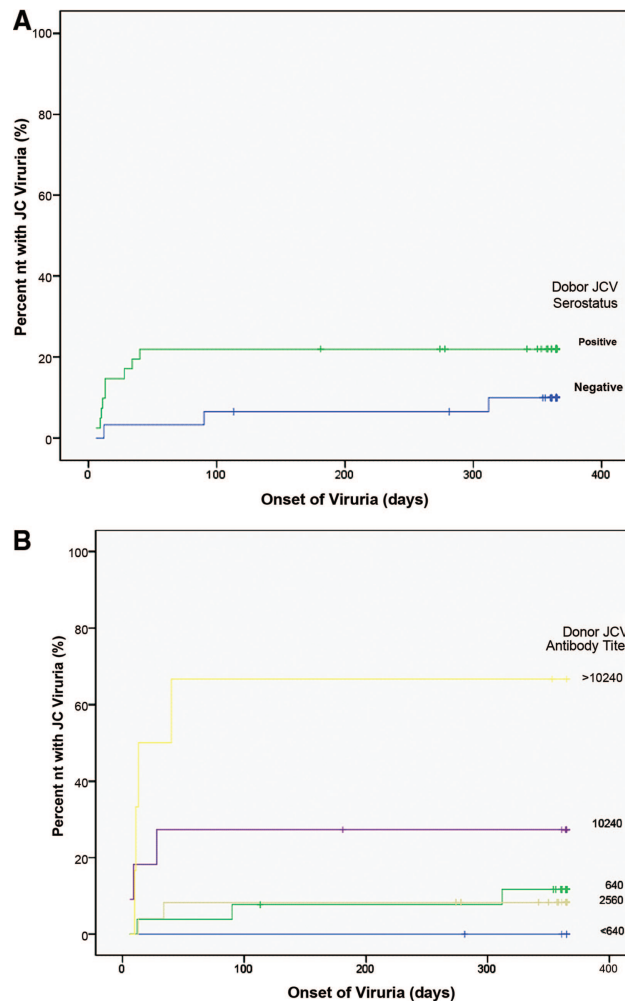 A
100
80
60
40
20
0
Percent nt with JC Viruria (%)
Dobor JCV
Serostatus
Positive
Negative
0 100 200 300 400
Onset of Viruria (days)
B
100
80
60
40
20
0
Percent nt with JC Viruria (%)
Donor JCV
Antibody Tite
>10240
10240
640
2560
<640
0 100 200 300 400
Onset of Viruria (days)